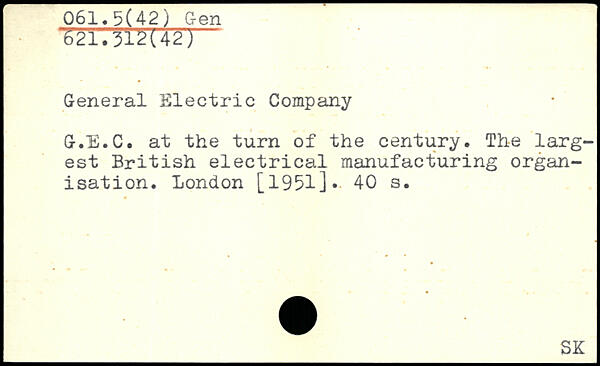 061.5(42) Gen
621.312(42)
General Electric Company
G.E.C. at the turn of the century. The larg-
est British electrical manufacturing organ-
isation. London [1951]. 40 s.
SK